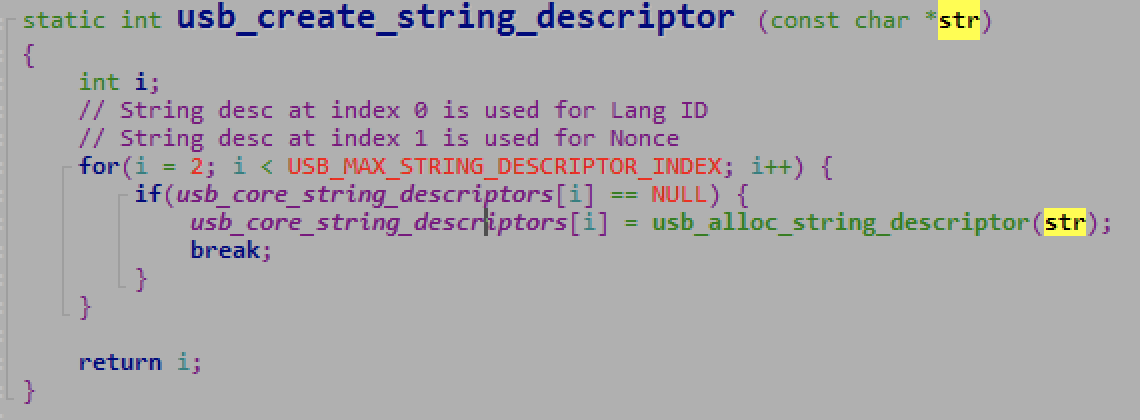 static int usb_create_string_descriptor (const char *str)
{
    int i;
    // String desc at index 0 is used for Lang ID
    // String desc at index 1 is used for Nonce
    for(i = 2; i < USB_MAX_STRING_DESCRIPTOR_INDEX; i++) {
        if(usb_core_string_descriptors[i] == NULL) {
            usb_core_string_descriptors[i] = usb_alloc_string_descriptor(str);
            break;
        }
    }
    return i;
}